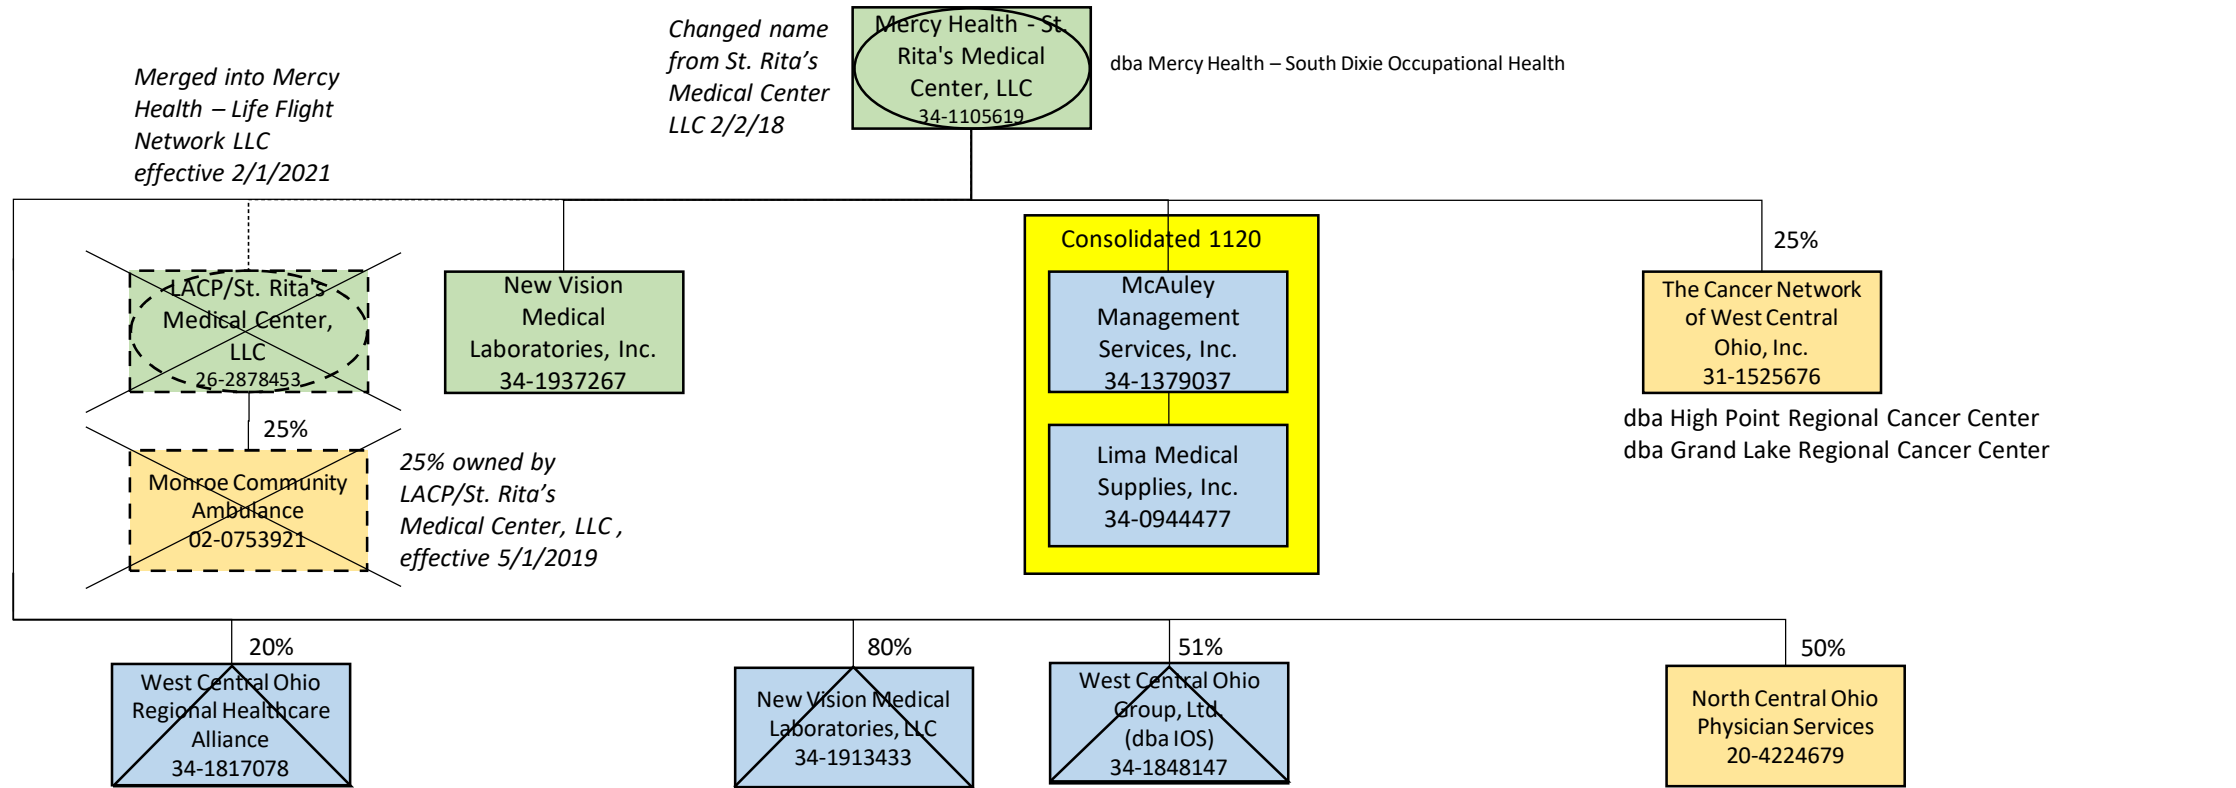 Changed name
from St. Rita’s
Medical Center
LLC 2/2/18
Mercy Health - St.
Rita's Medical
Center, LLC
34-1105619
dba Mercy Health – South Dixie Occupational Health
Merged into Mercy
Health – Life Flight
Network LLC
effective 2/1/2021
LACP/St. Rita's
Medical Center,
LLC
26-2878453
New Vision
Medical
Laboratories, Inc.
34-1937267
Consolidated 1120
McAuley
Management
Services, Inc.
34-1379037
25%
The Cancer Network
of West Central
Ohio, Inc.
31-1525676
dba High Point Regional Cancer Center
dba Grand Lake Regional Cancer Center
25%
Monroe Community
Ambulance
02-0753921
25% owned by
LACP/St. Rita’s
Medical Center, LLC ,
effective 5/1/2019
Lima Medical
Supplies, Inc.
34-0944477
20%
West Central Ohio
Regional Healthcare
Alliance
34-1817078
80%
New Vision Medical
Laboratories, LLC
34-1913433
51%
West Central Ohio
Group, Ltd.
(dba IOS)
34-1848147
50%
North Central Ohio
Physician Services
20-4224679